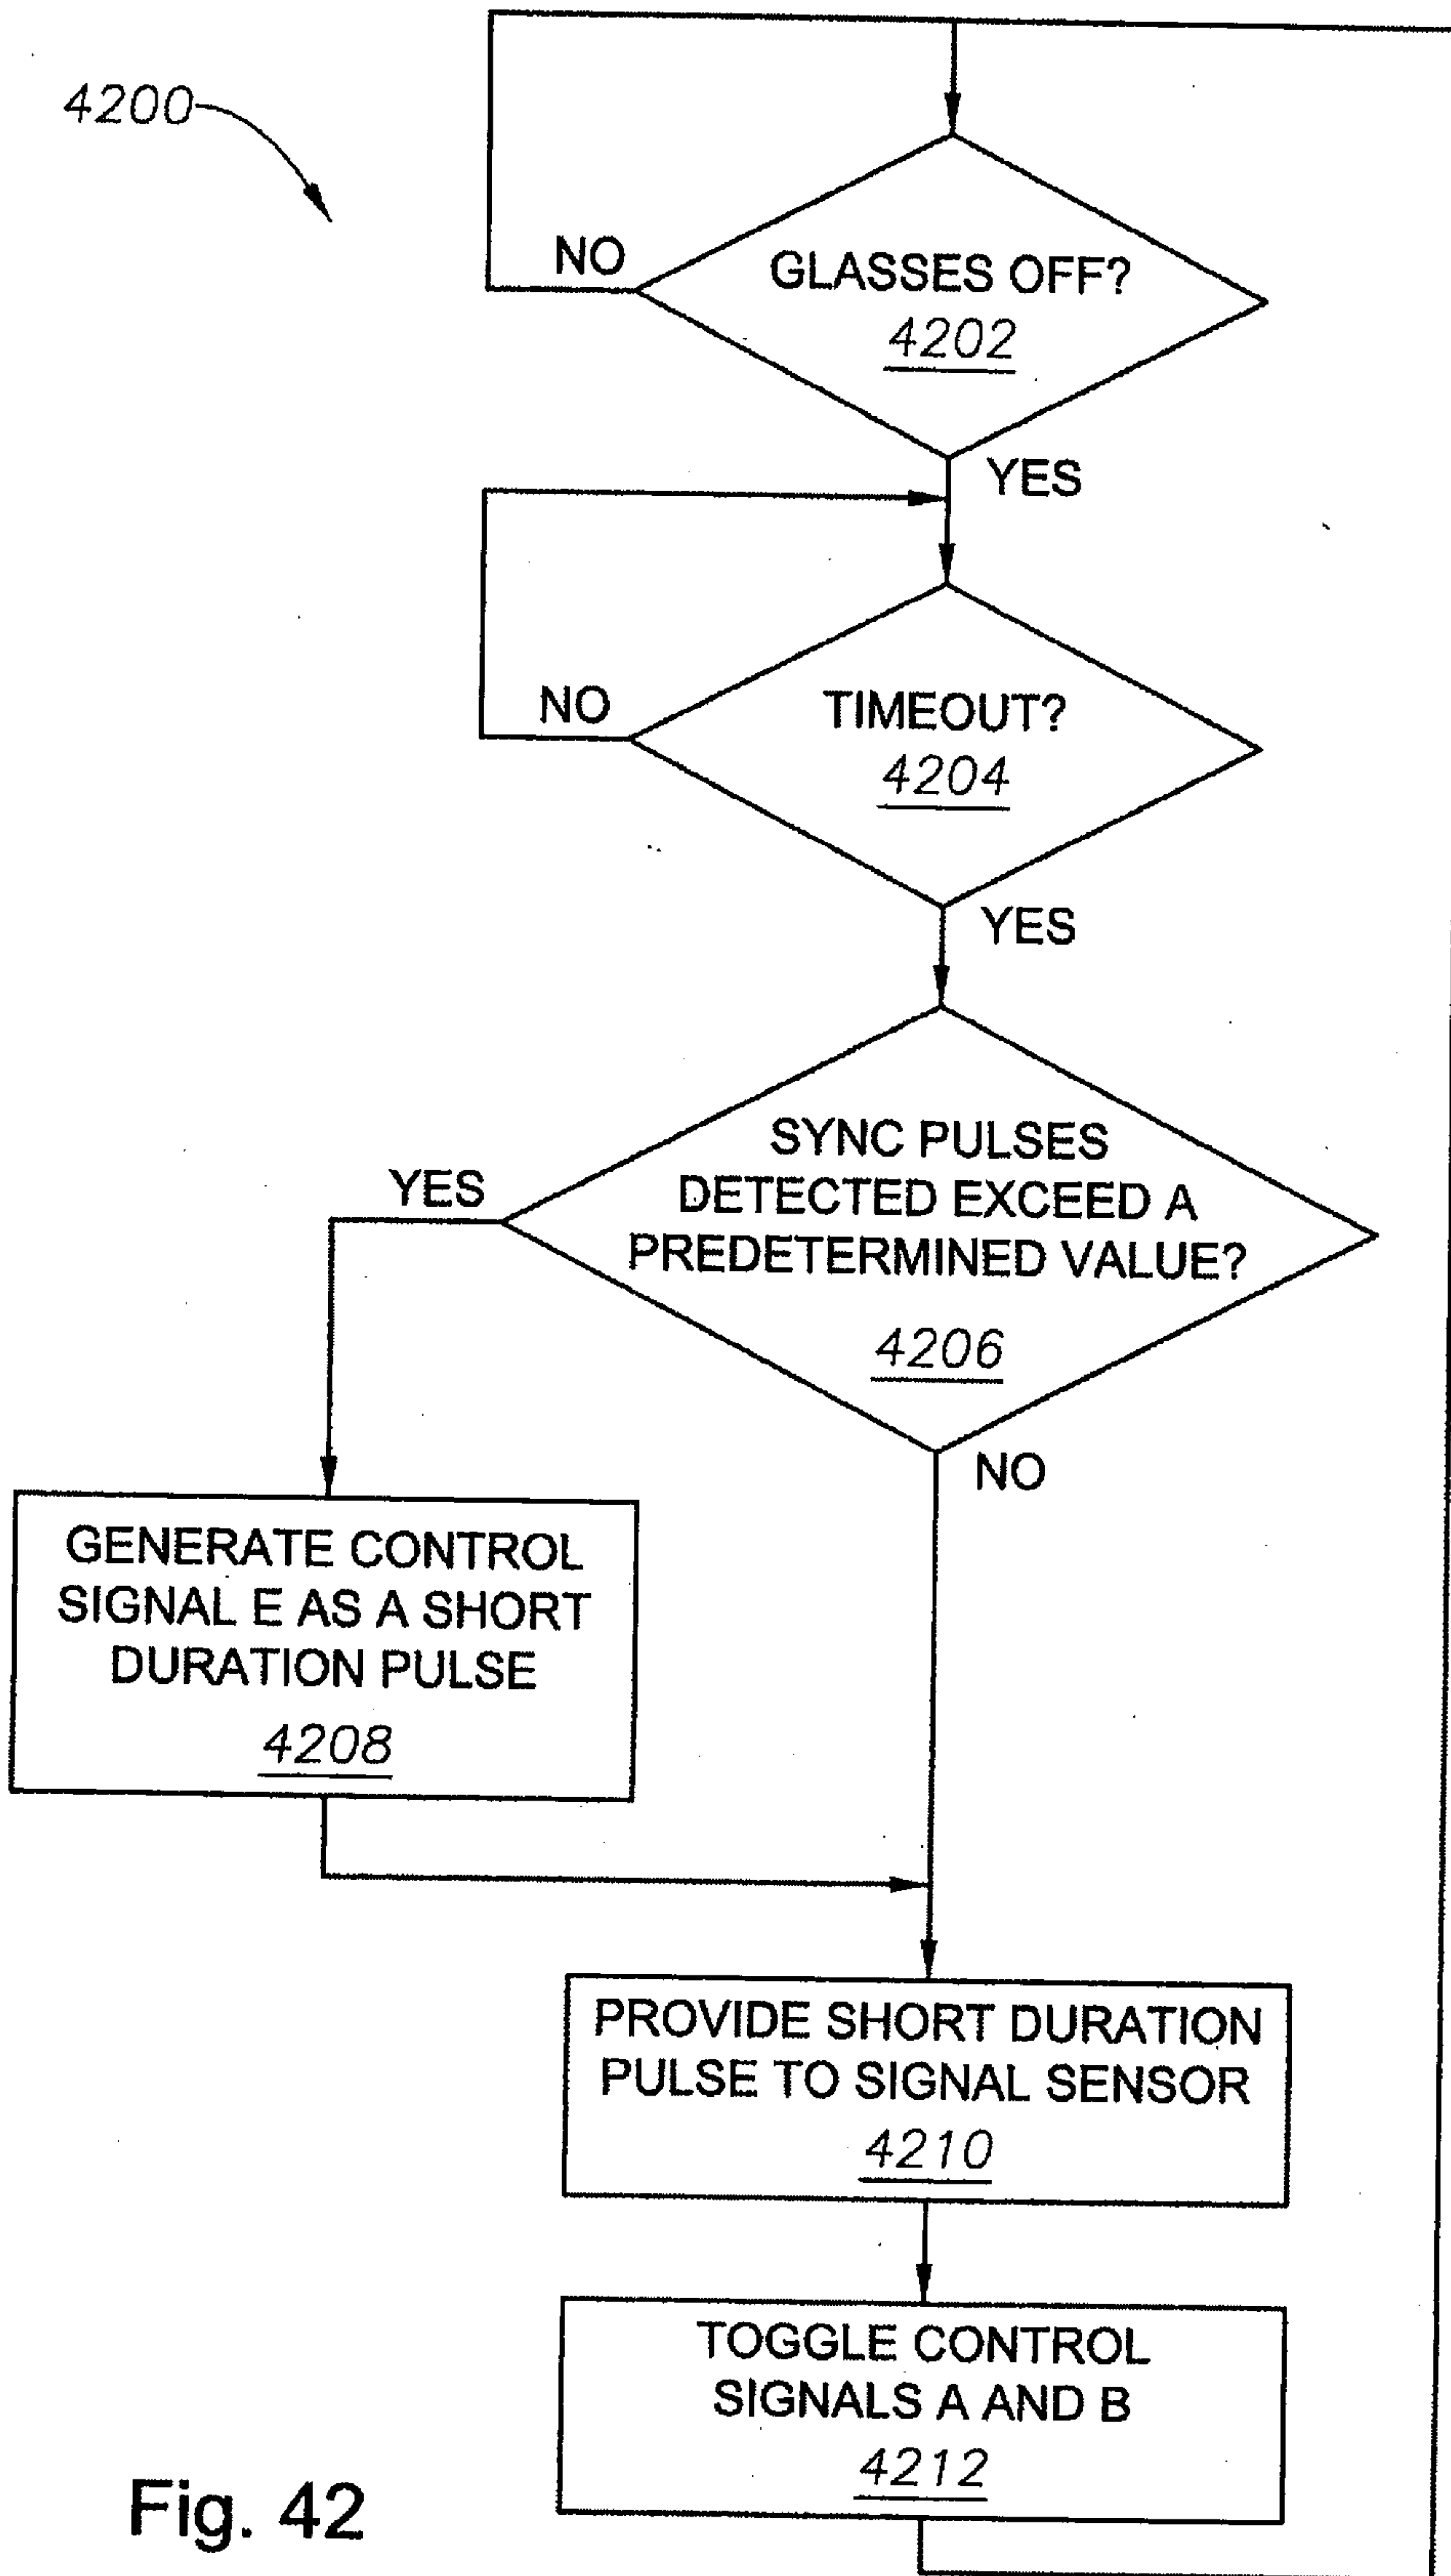 4200
NO
GLASSES OFF?
4202
YES
NO
TIMEOUT?
4204
YES
SYNC PULSES
DETECTED EXCEED A
PREDETERMINED VALUE?
4206
YES
NO
GENERATE CONTROL
SIGNAL E AS A SHORT
DURATION PULSE
4208
PROVIDE SHORT DURATION
PULSE TO SIGNAL SENSOR
4210
TOGGLE CONTROL
SIGNALS A AND B
4212
Fig. 42